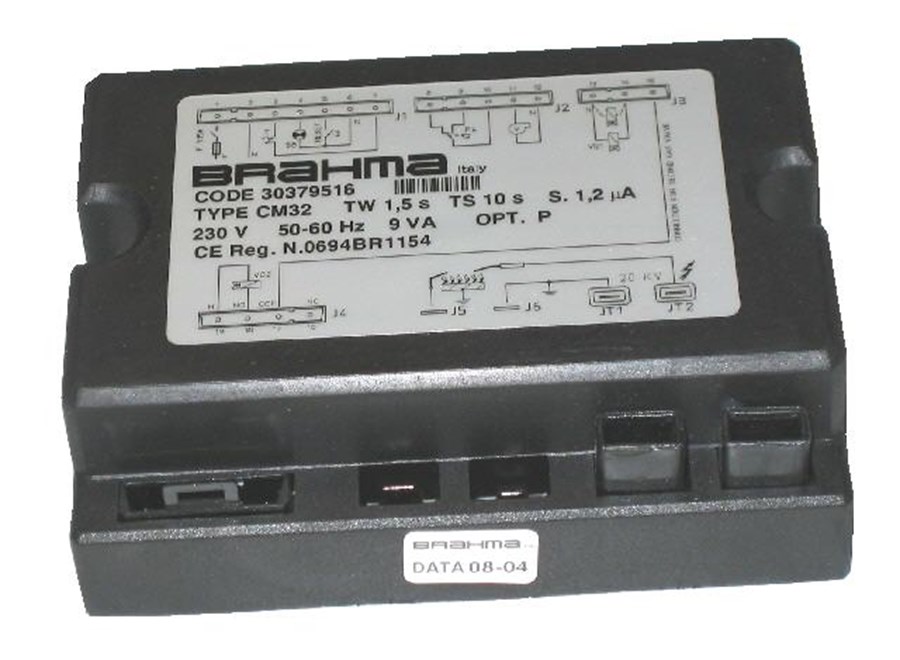 J1 J2 J3
BRAHMA Italy
CODE 30379516
TYPE CM32 TW 1,5 s TS 10 s S. 1,2 µA
230 V 50-60 Hz 9 VA OPT. P
CE Reg. N.0694BR1154
20 KV
J4 J5 J6 JT1 JT2
BRAHMA
DATA 08-04